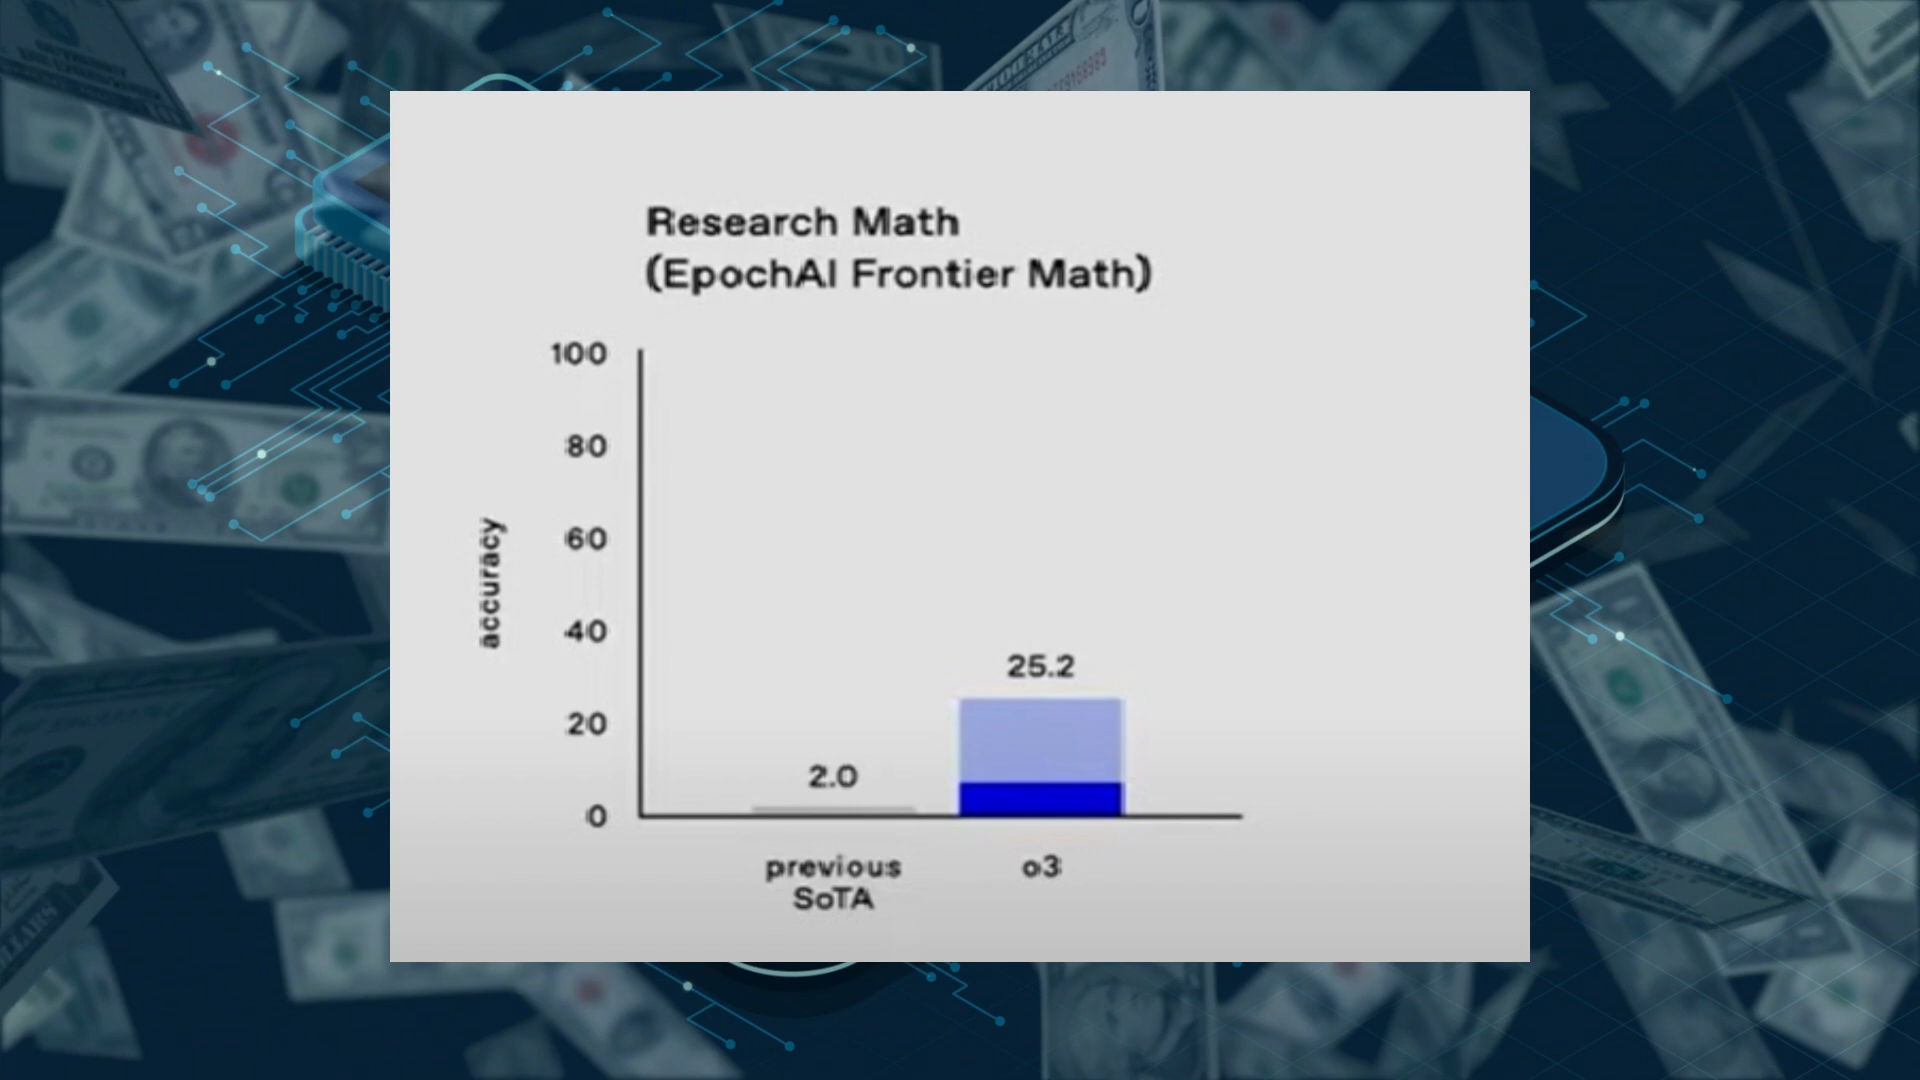 Research Math
(EpochAI Frontier Math)
100
80
60
40
20
0
accuracy
2.0
25.2
previous
SoTA
o3